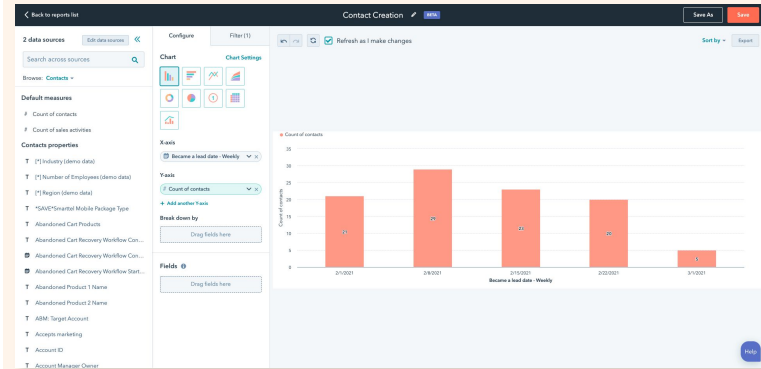 Back to reports list
Contact Creation
BETA
Save As
Save
2 data sources
Edit data sources
Search across sources
Browse: Contacts
Default measures
# Count of contacts
# Count of sales activities
Contacts properties
T [*] Industry (demo data)
T [*] Number of Employees (demo data)
T [*] Region (demo data)
T *SAVE*Smarttel Mobile Package Type
T Abandoned Cart Products
T Abandoned Cart Recovery Workflow Con...
Abandoned Cart Recovery Workflow Con...
Abandoned Cart Recovery Workflow Start...
T Abandoned Product 1 Name
T Abandoned Product 2 Name
T ABM: Target Account
T Accepts marketing
T Account ID
T Account Manager Owner
Configure
Filter (1)
Chart
Chart Settings
1
X-axis
Became a lead date - Weekly
Y-axis
# Count of contacts
+ Add another Y-axis
Break down by
Drag fields here
Fields
Drag fields here
Refresh as I make changes
Sort by
Export
Count of contacts
35
30
25
20
15
10
5
0
Count of contacts
21
29
23
20
5
2/1/2021
2/8/2021
2/15/2021
2/22/2021
3/1/2021
Became a lead date - Weekly
Help